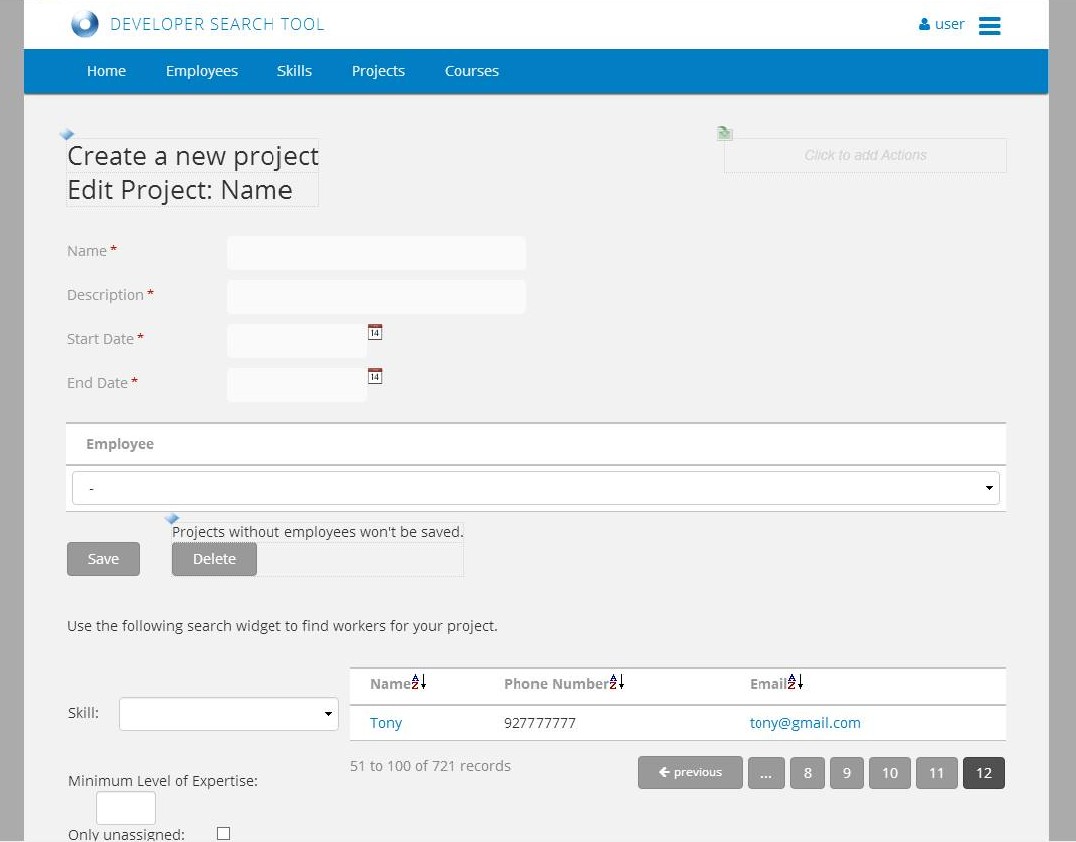 DEVELOPER SEARCH TOOL
user
Home Employees Skills Projects Courses
Create a new project
Click to add Actions
Edit Project: Name
Name *
Description *
Start Date * 14
End Date * 14
Employee
-
Projects without employees won't be saved.
Save Delete
Use the following search widget to find workers for your project.
Name AZ Phone Number AZ Email AZ
Skill:
Tony 927777777 tony@gmail.com
51 to 100 of 721 records
previous ... 8 9 10 11 12
Minimum Level of Expertise:
Only unassigned: